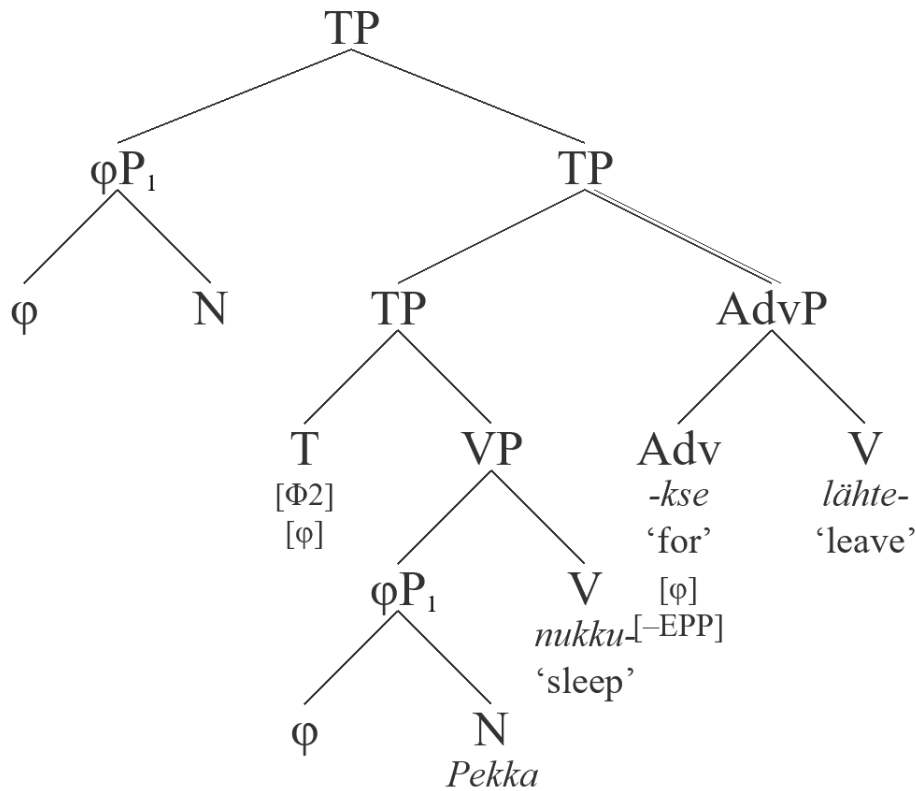 TP
φP₁ TP
φ N TP AdvP
T VP Adv V
[Φ2] -kse lähte-
[φ] ‘for’ ‘leave’
φP₁ V [φ]
nukku- [–EPP]
‘sleep’
φ N
Pekka